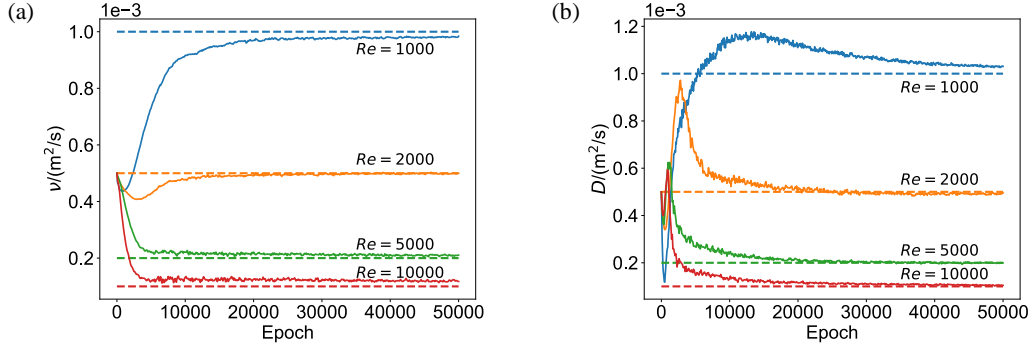 (a)
1e−3
ν/(m²/s)
1.0
0.8
0.6
0.4
0.2
Re = 1000
Re = 2000
Re = 5000
Re = 10000
0 10000 20000 30000 40000 50000
Epoch
(b)
1e−3
D/(m²/s)
1.2
1.0
0.8
0.6
0.4
0.2
Re = 1000
Re = 2000
Re = 5000
Re = 10000
0 10000 20000 30000 40000 50000
Epoch